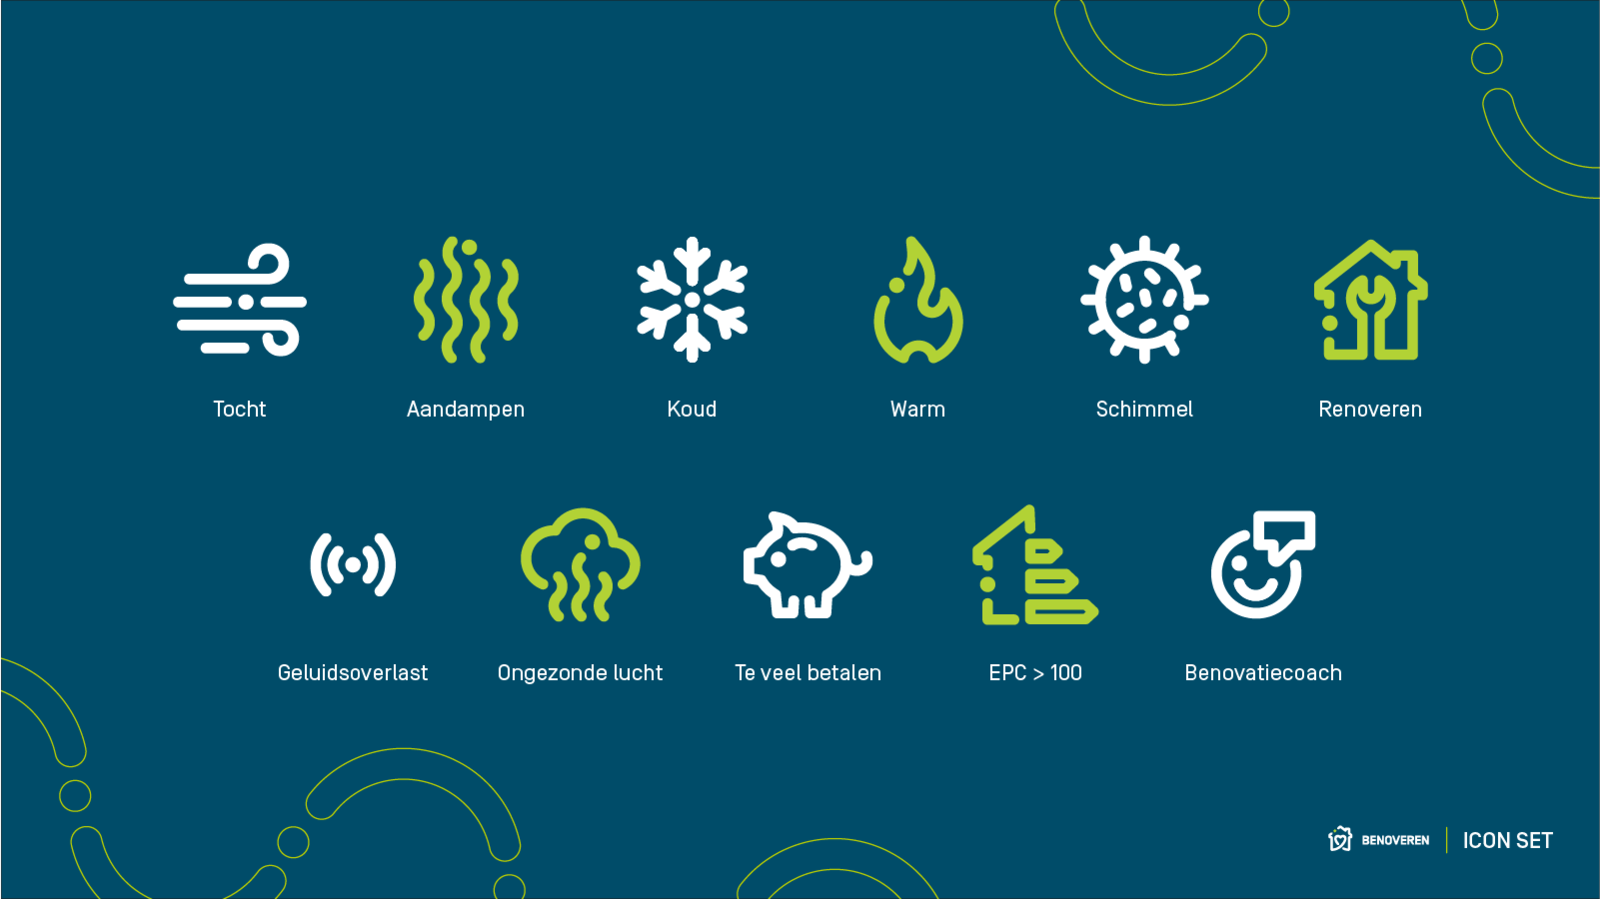 Tocht
Aandampen
Koud
Warm
Schimmel
Renoveren
Geluidsoverlast
Ongezonde lucht
Te veel betalen
EPC > 100
Benovatiecoach
BENOVEREN
ICON SET